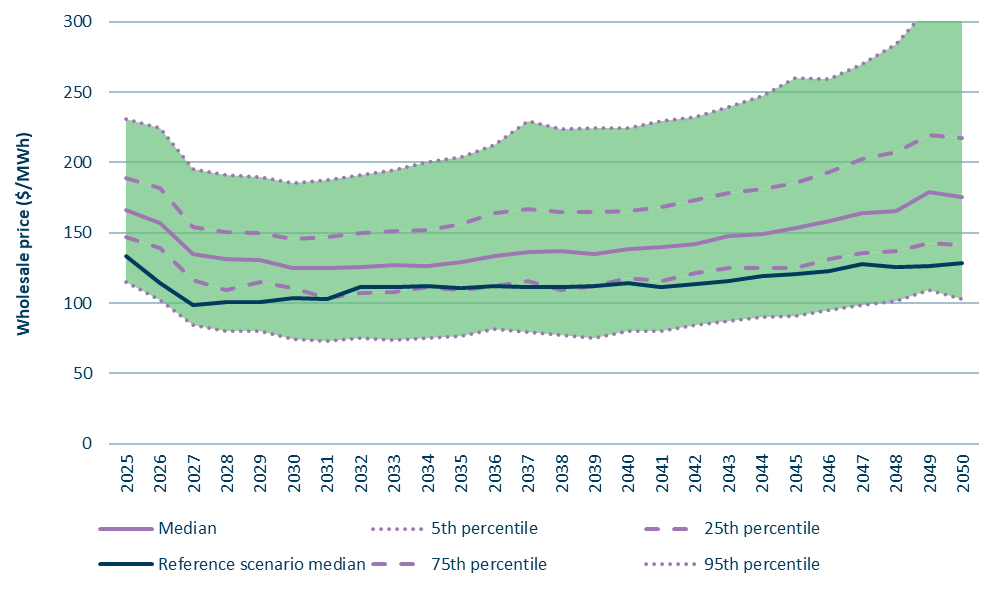 Wholesale price ($/MWh)
300
250
200
150
100
50
0
2025 2026 2027 2028 2029 2030 2031 2032 2033 2034 2035 2036 2037 2038 2039 2040 2041 2042 2043 2044 2045 2046 2047 2048 2049 2050
Median 5th percentile 25th percentile
Reference scenario median 75th percentile 95th percentile